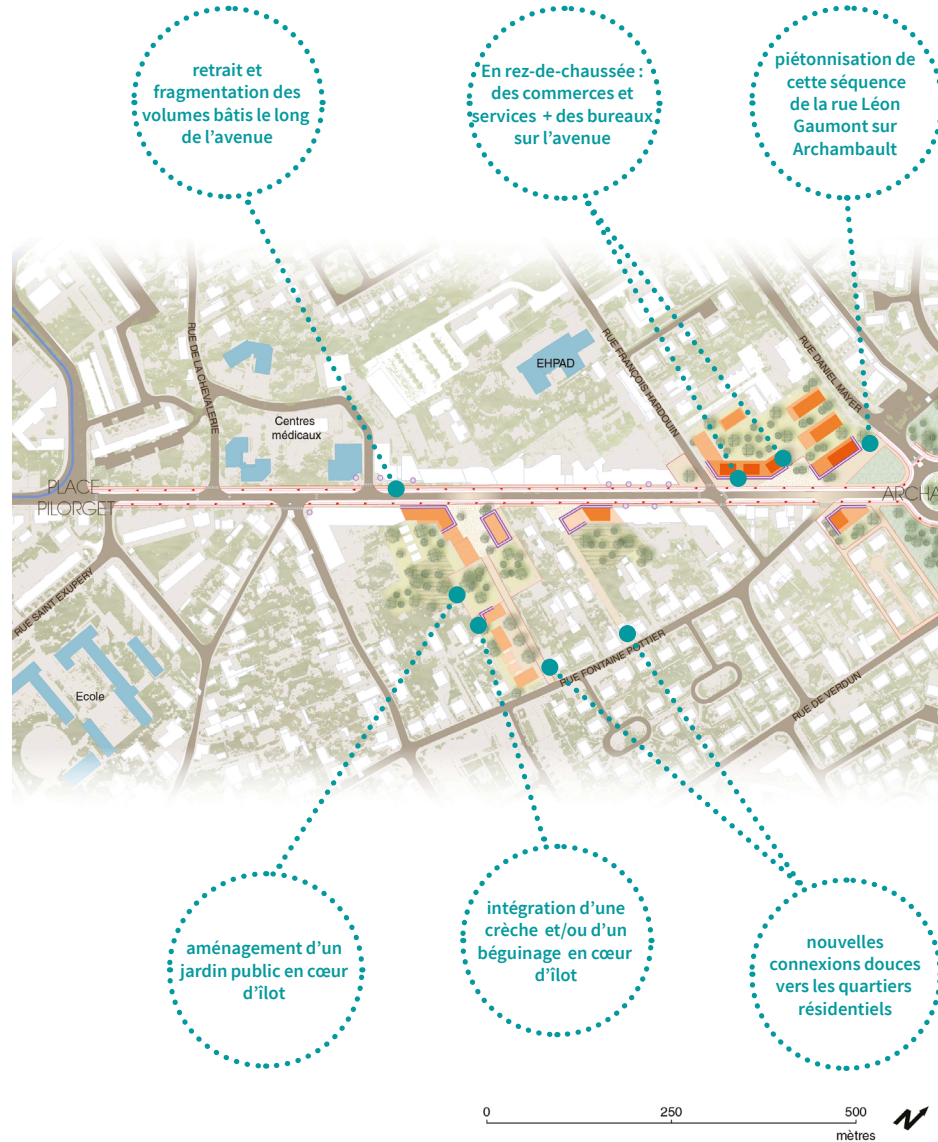 retrait et
fragmentation des
volumes bâtis le long
de l’avenue
En rez-de-chaussée :
des commerces et
services + des bureaux
sur l’avenue
piétonnisation de
cette séquence
de la rue Léon
Gaumont sur
Archambault
RUE DE LA CHEVALERIE
EHPAD
RUE FRANÇOIS HARDOUIN
RUE DANIEL MAYER
Centres
médicaux
PLACE
PILORGET
ARCHA
RUE SAINT EXUPERY
Ecole
RUE FONTAINE POTTIER
RUE DE VERDUN
aménagement d’un
jardin public en cœur
d’îlot
intégration d’une
crèche et/ou d’un
béguinage en cœur
d’îlot
nouvelles
connexions douces
vers les quartiers
résidentiels
0 250 500
mètres
N